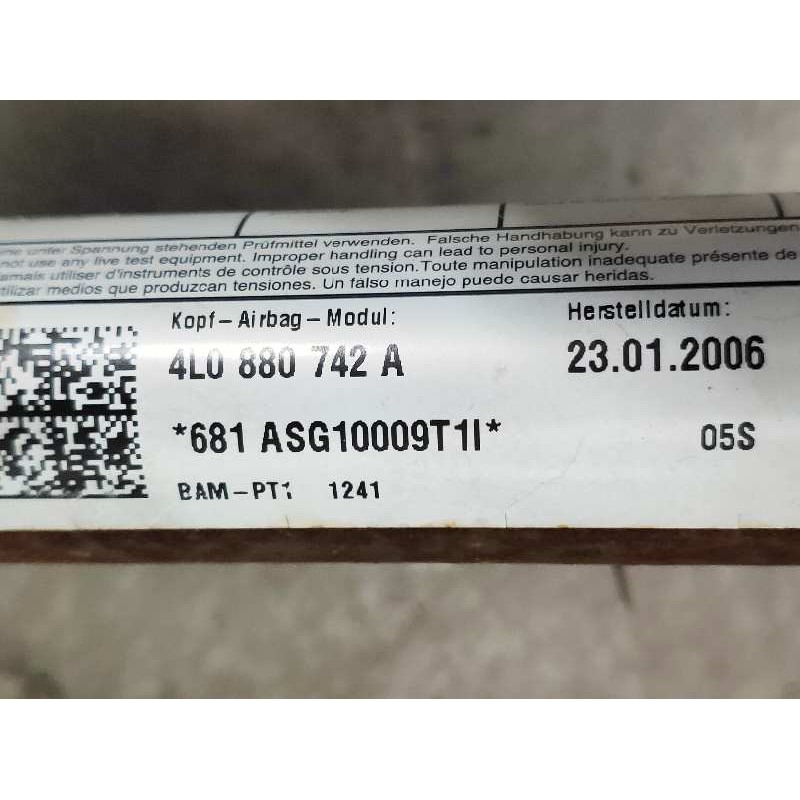 unter Spannung stehenden Prüfmittel verwenden. Falsche Handhabung kann zu Verletzungen
not use any live test equipment. Improper handling can lead to personal injury.
amais utiliser d'instruments de contrôle sous tension.Toute manipulation inadequate présente de
tilizar medios que produzcan tensiones. Un falso manejo puede causar heridas.
Kopf-Airbag-Modul:
Herstelldatum:
4L0 880 742 A
23.01.2006
*681 ASG10009T1I*
05S
BAM-PT1 1241